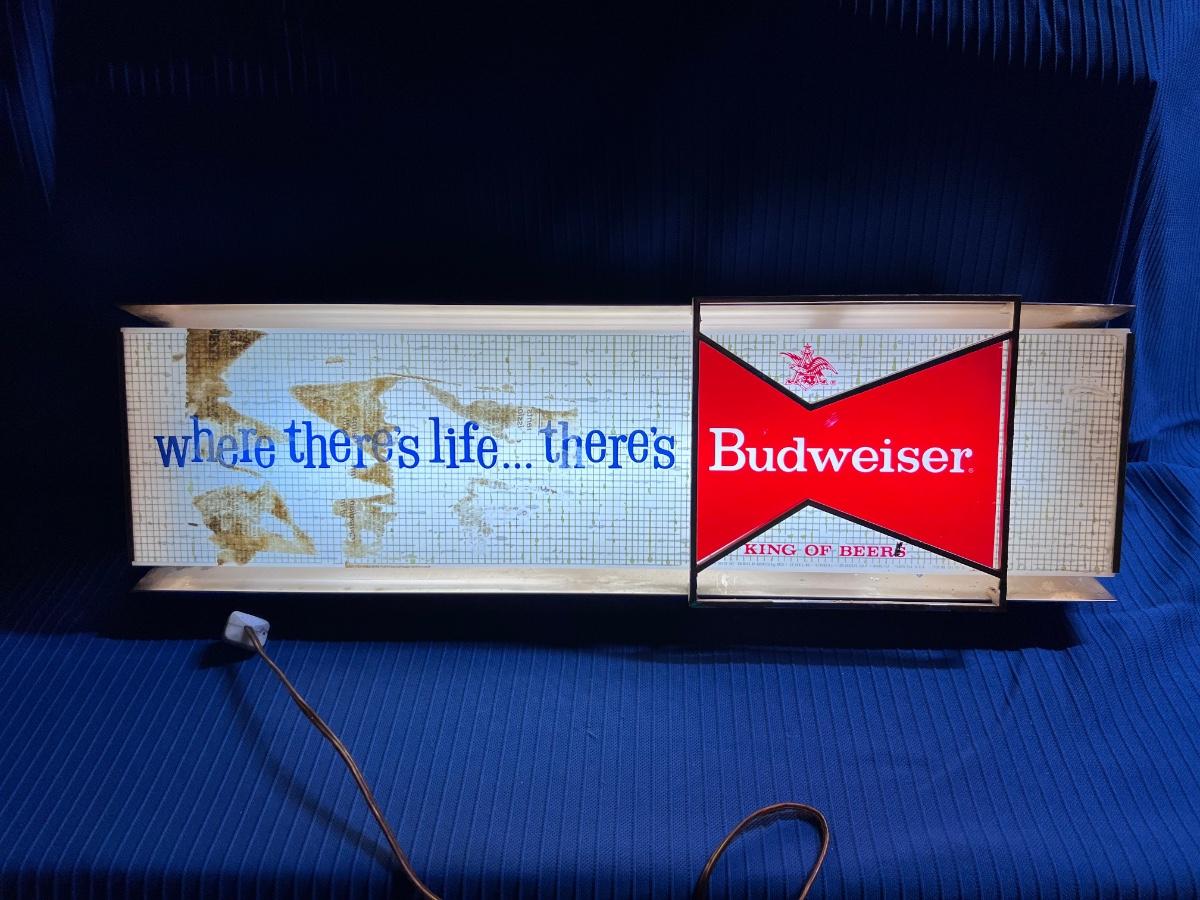 where there's life... there's
Budweiser®
KING OF BEERS